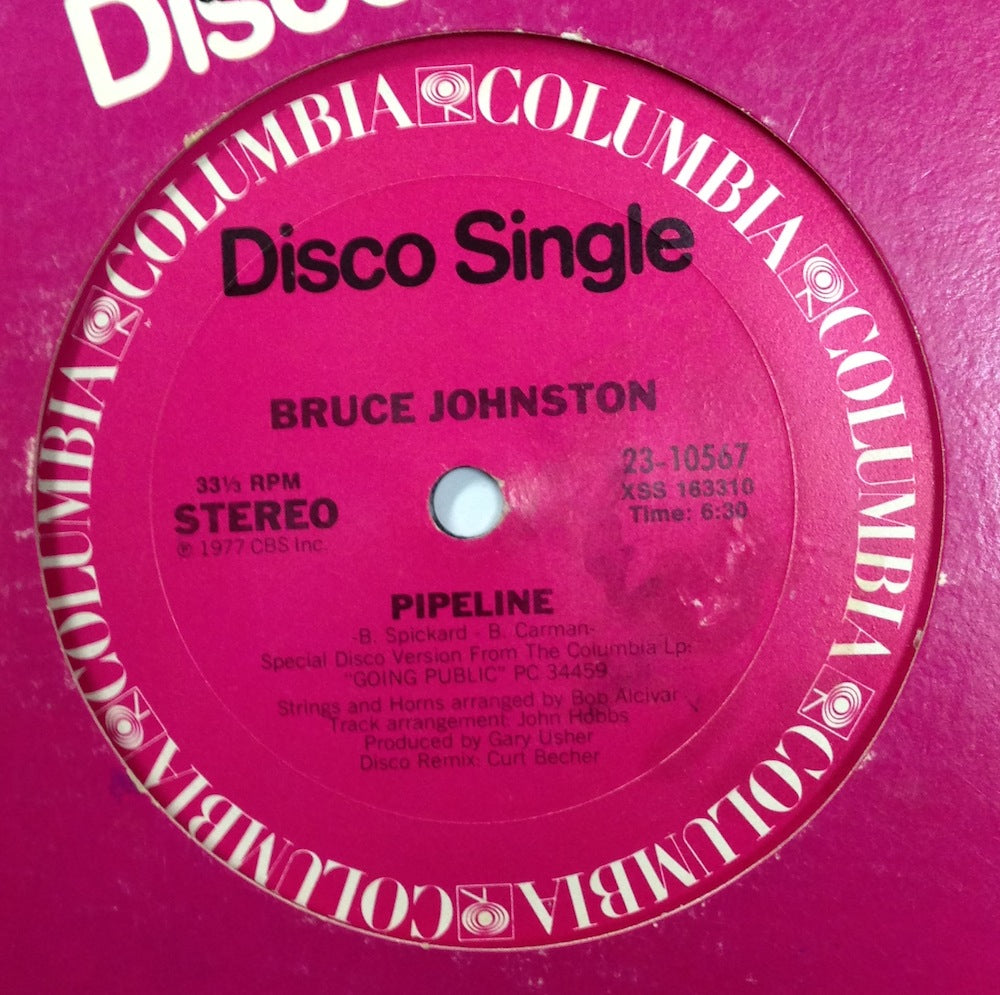 Disco
COLUMBIA COLUMBIA COLUMBIA COLUMBIA COLUMBIA COLUMBIA COLUMBIA
Disco Single
BRUCE JOHNSTON
33⅓ RPM
STEREO
℗ 1977 CBS Inc.
23-10567
XSS 163310
Time: 6:30
PIPELINE
-B. Spickard - B. Carman-
Special Disco Version From The Columbia Lp:
"GOING PUBLIC" PC 34459
Strings and Horns arranged by Bob Alcivar
Track arrangement: John Hobbs
Produced by Gary Usher
Disco Remix: Curt Becher